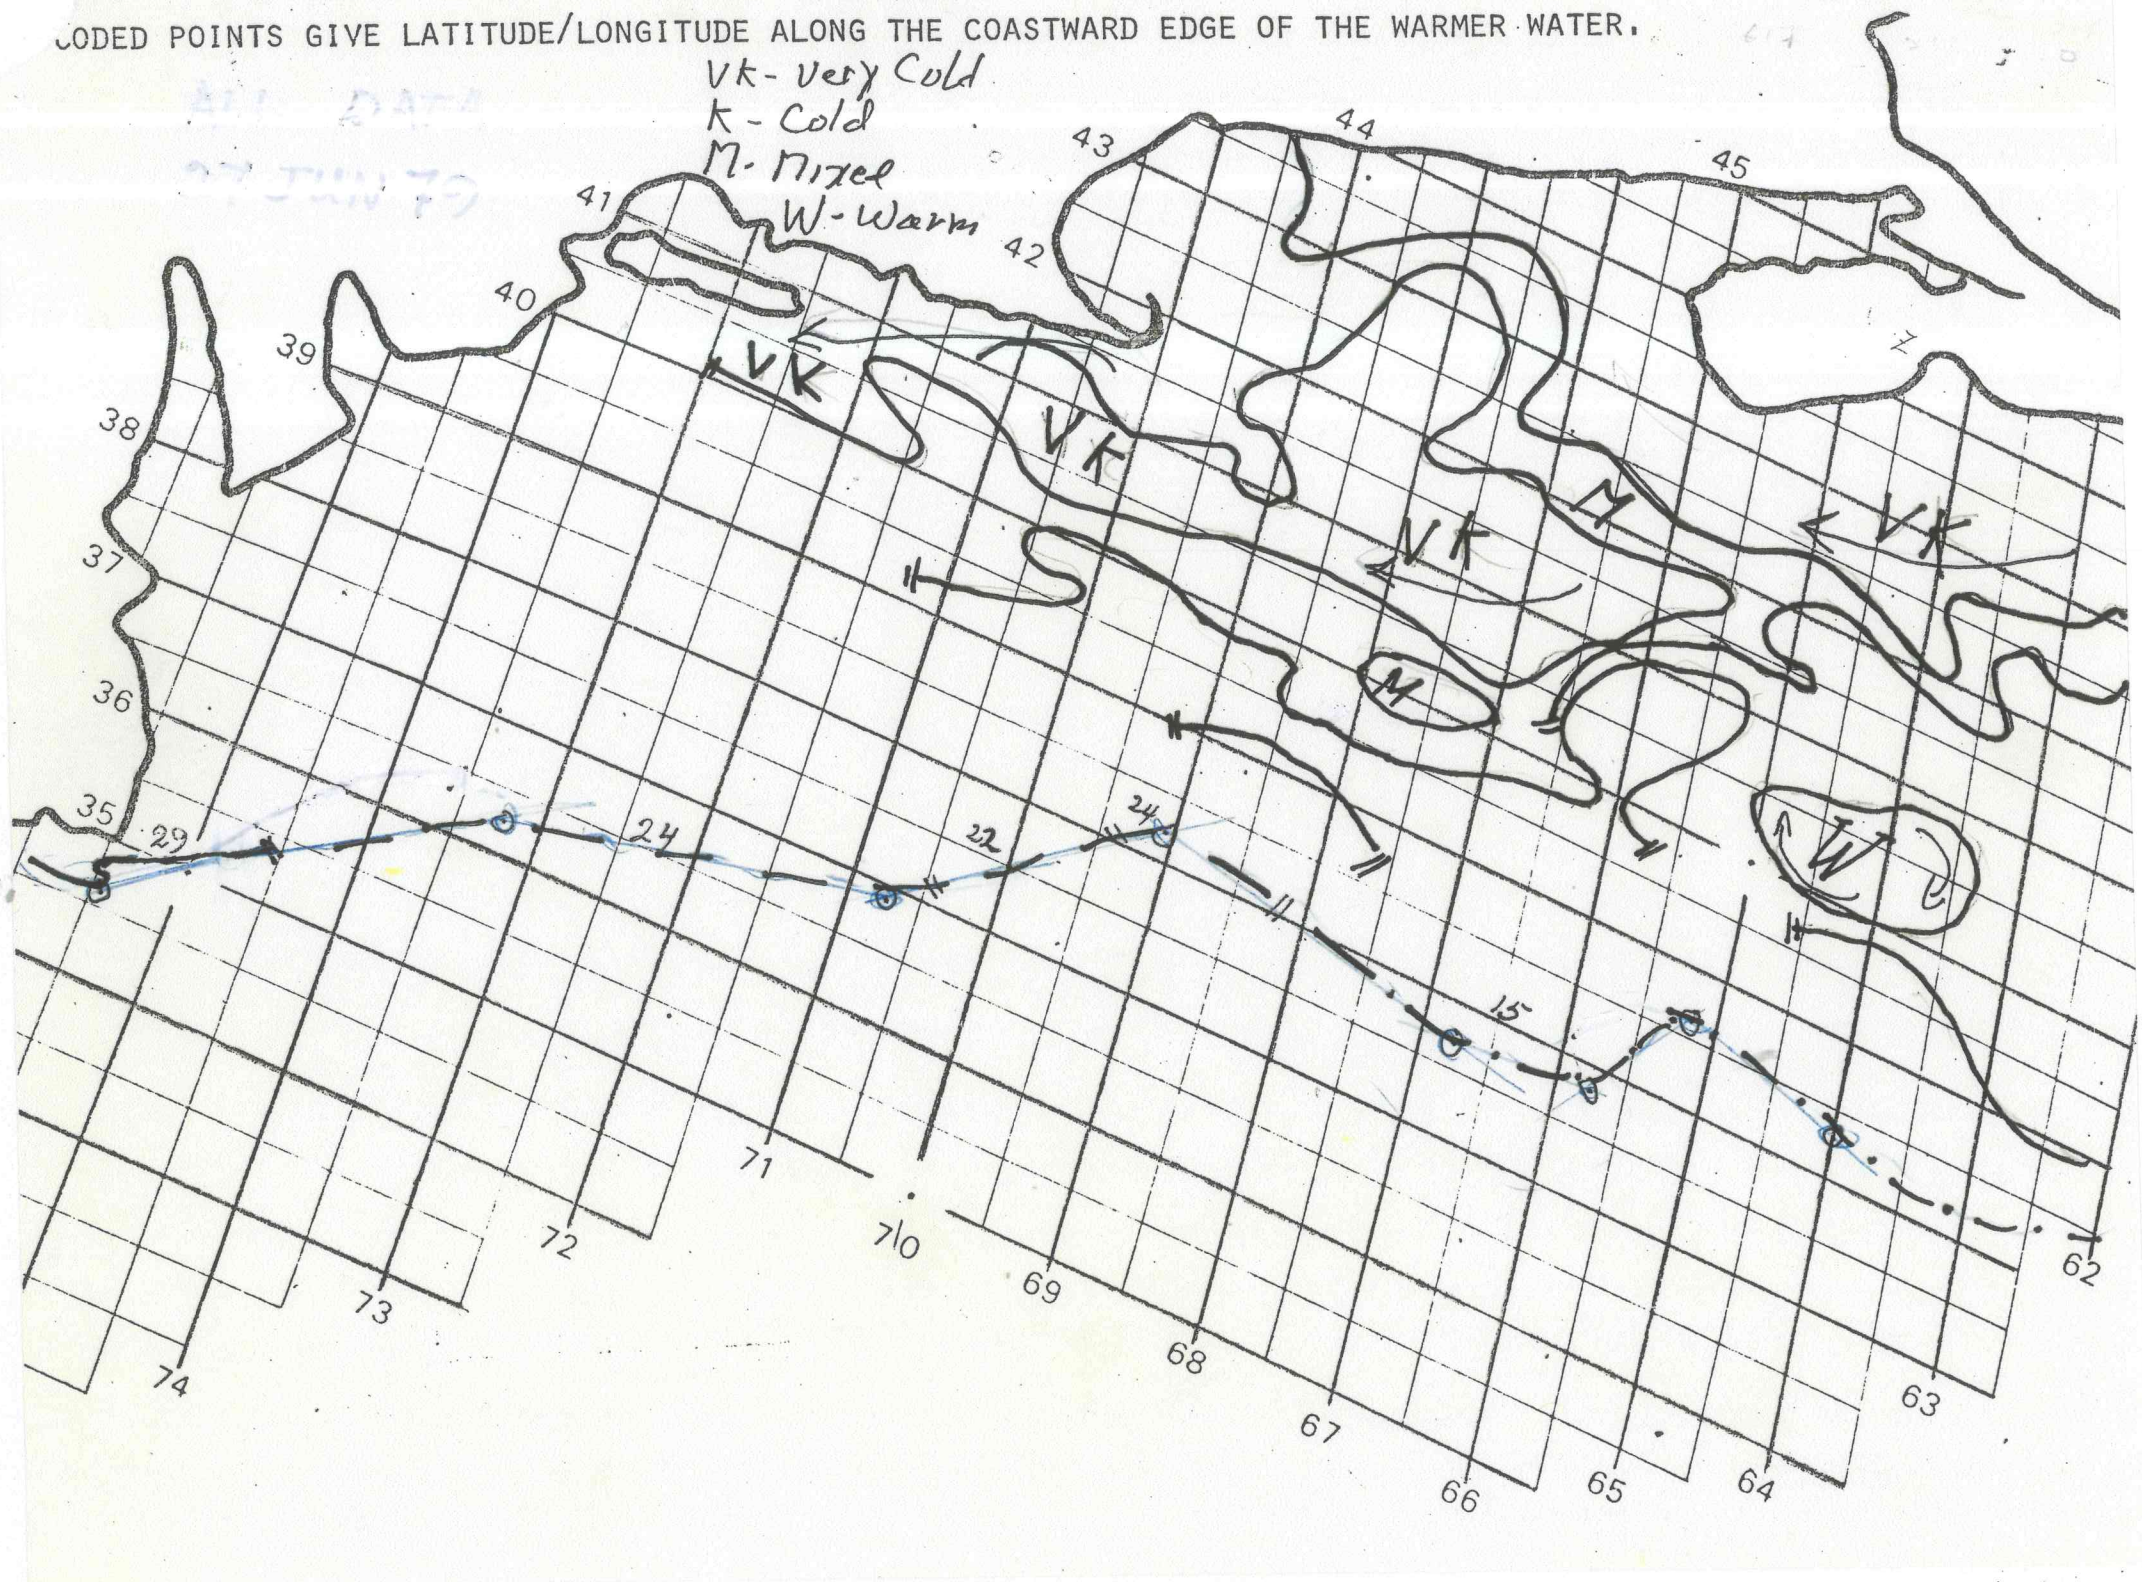 CODED POINTS GIVE LATITUDE/LONGITUDE ALONG THE COASTWARD EDGE OF THE WARMER WATER.
VK - Very Cold
K - Cold
M - Mixed
W - Warm
44
43
45
41
42
40
39
VK
38
VK
M
VK
VK
37
M
36
35
29
24
22
24
W
15
71
72
70
69
62
73
68
74
63
67
66
65
64